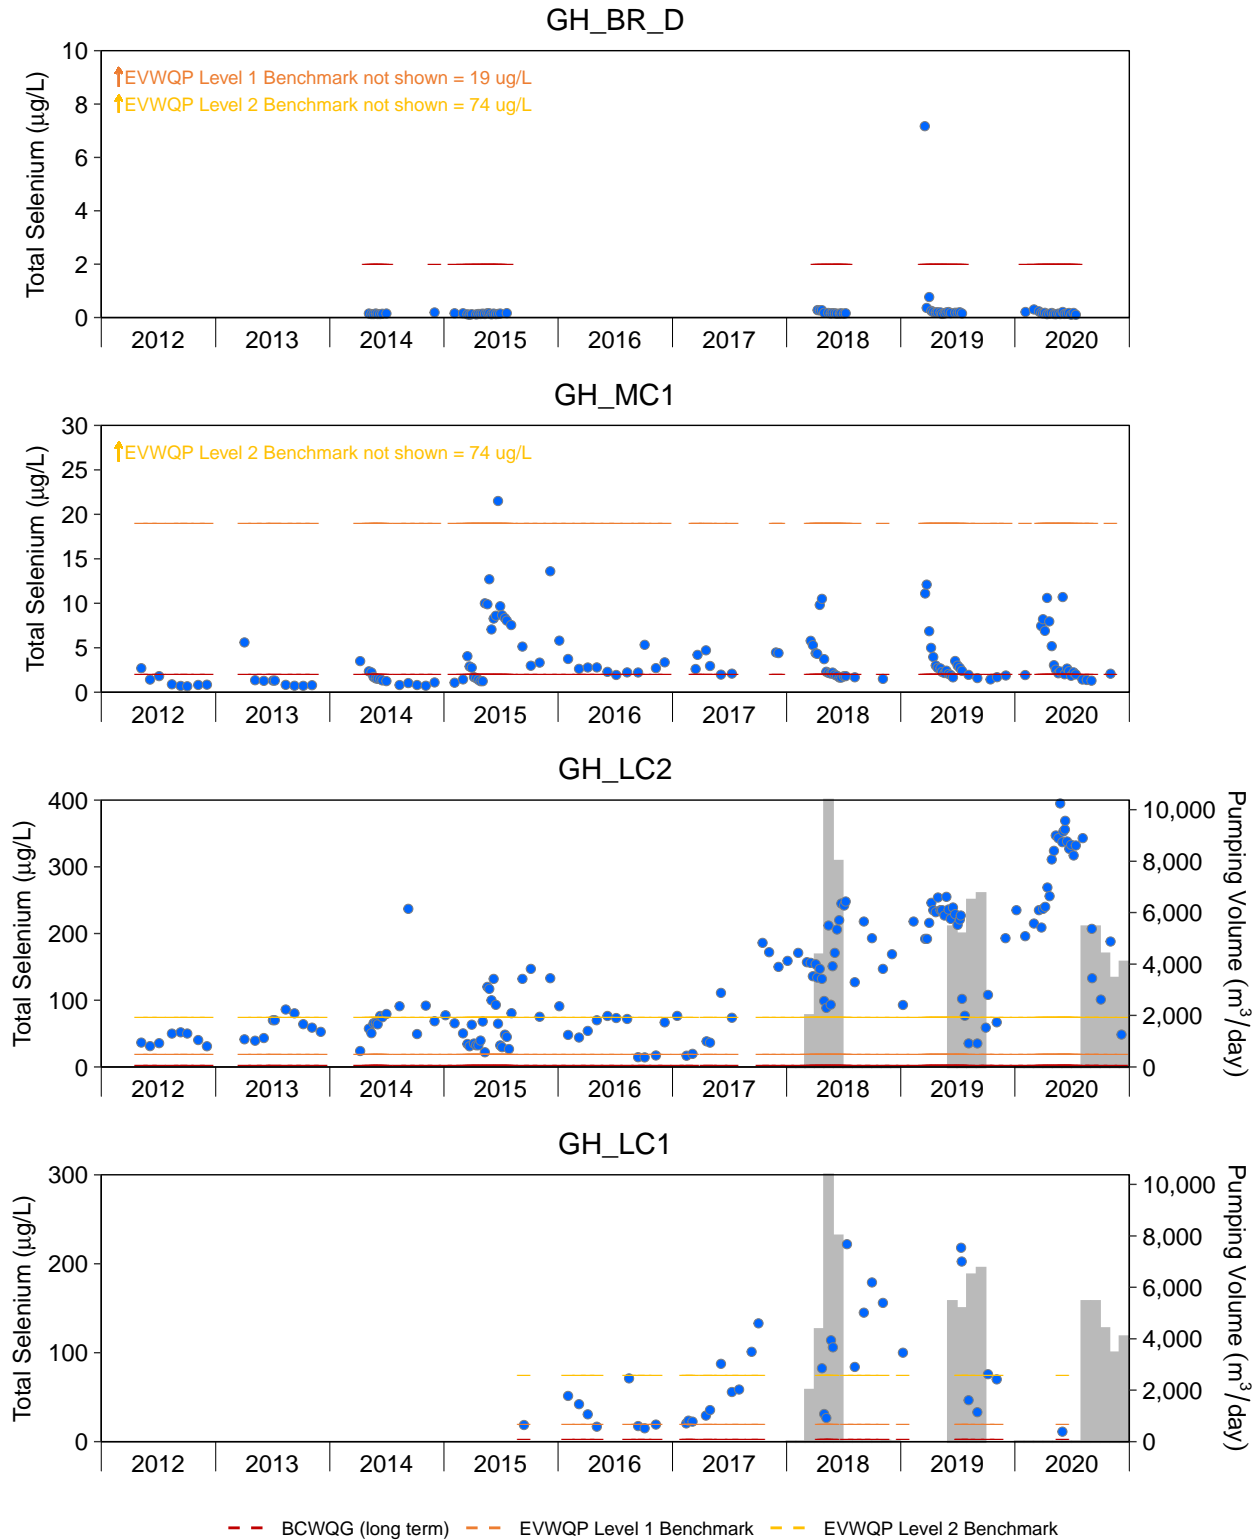 GH_BR_D
Total Selenium (µg/L)
10
8
6
4
2
0
EVWQP Level 1 Benchmark not shown = 19 ug/L
EVWQP Level 2 Benchmark not shown = 74 ug/L
2012 2013 2014 2015 2016 2017 2018 2019 2020
GH_MC1
Total Selenium (µg/L)
30
25
20
15
10
5
0
EVWQP Level 2 Benchmark not shown = 74 ug/L
2012 2013 2014 2015 2016 2017 2018 2019 2020
GH_LC2
Total Selenium (µg/L)
400
300
200
100
0
10,000
8,000
6,000
4,000
2,000
0
Pumping Volume (m³/day)
2012 2013 2014 2015 2016 2017 2018 2019 2020
GH_LC1
Total Selenium (µg/L)
300
200
100
0
10,000
8,000
6,000
4,000
2,000
0
Pumping Volume (m³/day)
2012 2013 2014 2015 2016 2017 2018 2019 2020
BCWQG (long term) EVWQP Level 1 Benchmark EVWQP Level 2 Benchmark